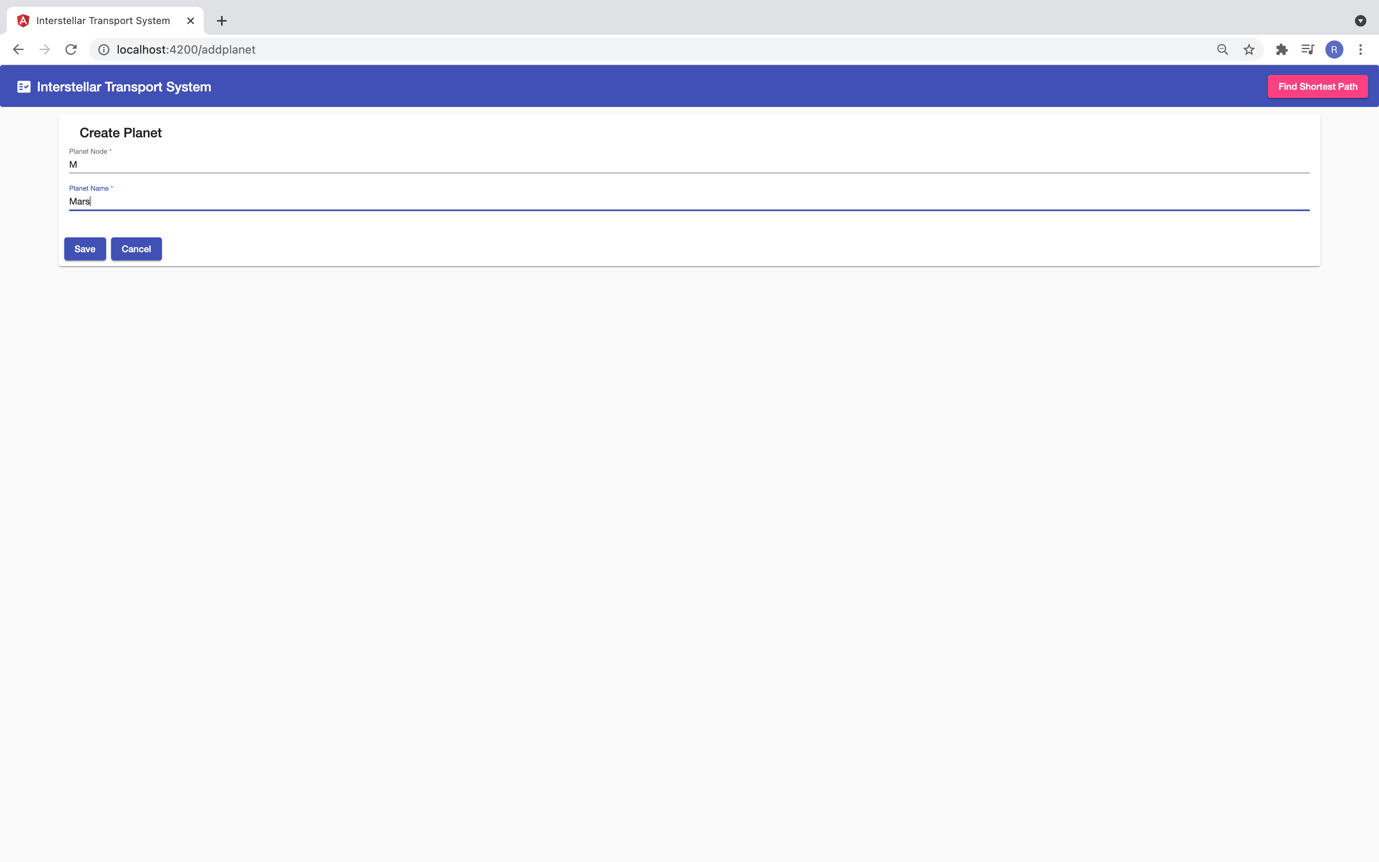 Interstellar Transport System
localhost:4200/addplanet
R
Interstellar Transport System
Find Shortest Path
Create Planet
Planet Node *
M
Planet Name *
Mars
Save
Cancel